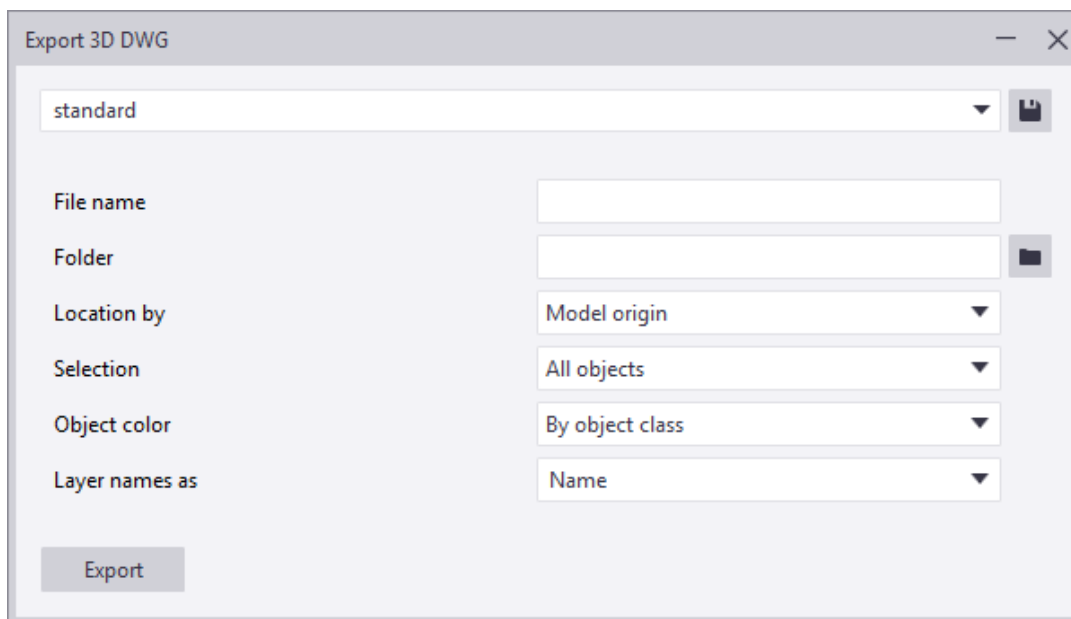 Export 3D DWG
standard
File name
Folder
Location by Model origin
Selection All objects
Object color By object class
Layer names as Name
Export